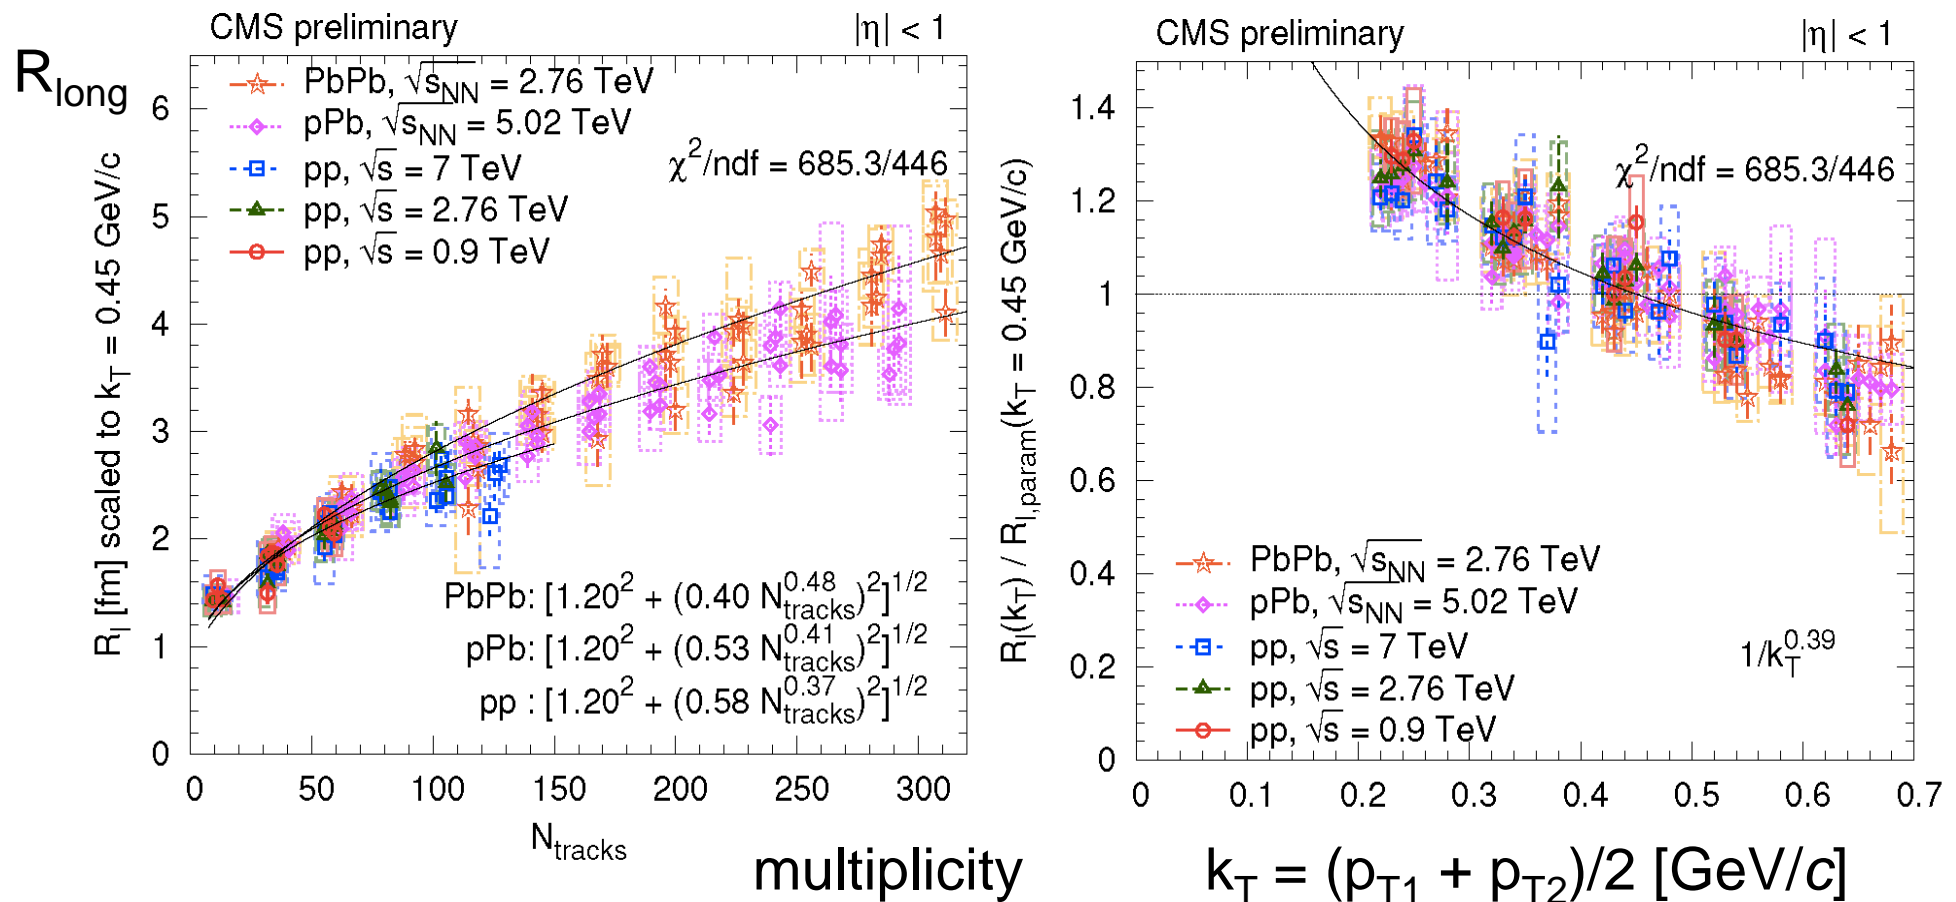 R_long
CMS preliminary |η| < 1
PbPb, √s_NN = 2.76 TeV
pPb, √s_NN = 5.02 TeV
pp, √s = 7 TeV
pp, √s = 2.76 TeV
pp, √s = 0.9 TeV
χ²/ndf = 685.3/446
R_l [fm] scaled to k_T = 0.45 GeV/c
6
5
4
3
2
1
0
PbPb: [1.20² + (0.40 N_tracks^0.48)²]^1/2
pPb: [1.20² + (0.53 N_tracks^0.41)²]^1/2
pp : [1.20² + (0.58 N_tracks^0.37)²]^1/2
0 50 100 150 200 250 300
N_tracks
multiplicity
CMS preliminary |η| < 1
χ²/ndf = 685.3/446
R_l(k_T) / R_l,param(k_T = 0.45 GeV/c)
1.4
1.2
1
0.8
0.6
0.4
0.2
0
PbPb, √s_NN = 2.76 TeV
pPb, √s_NN = 5.02 TeV
pp, √s = 7 TeV
pp, √s = 2.76 TeV
pp, √s = 0.9 TeV
1/k_T^0.39
0 0.1 0.2 0.3 0.4 0.5 0.6 0.7
k_T = (p_T1 + p_T2)/2 [GeV/c]